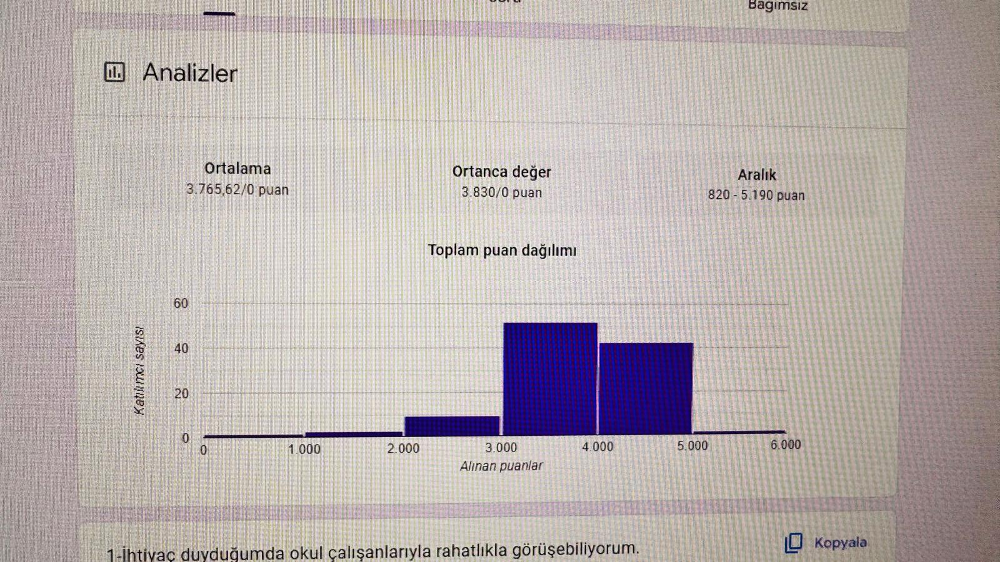 Bağımsız
Analizler
Ortalama
3.765,62/0 puan
Ortanca değer
3.830/0 puan
Aralık
820 - 5.190 puan
Toplam puan dağılımı
Katılımcı sayısı
60
40
20
0
0 1.000 2.000 3.000 4.000 5.000 6.000
Alınan puanlar
1-İhtiyaç duyduğumda okul çalışanlarıyla rahatlıkla görüşebiliyorum.
Kopyala